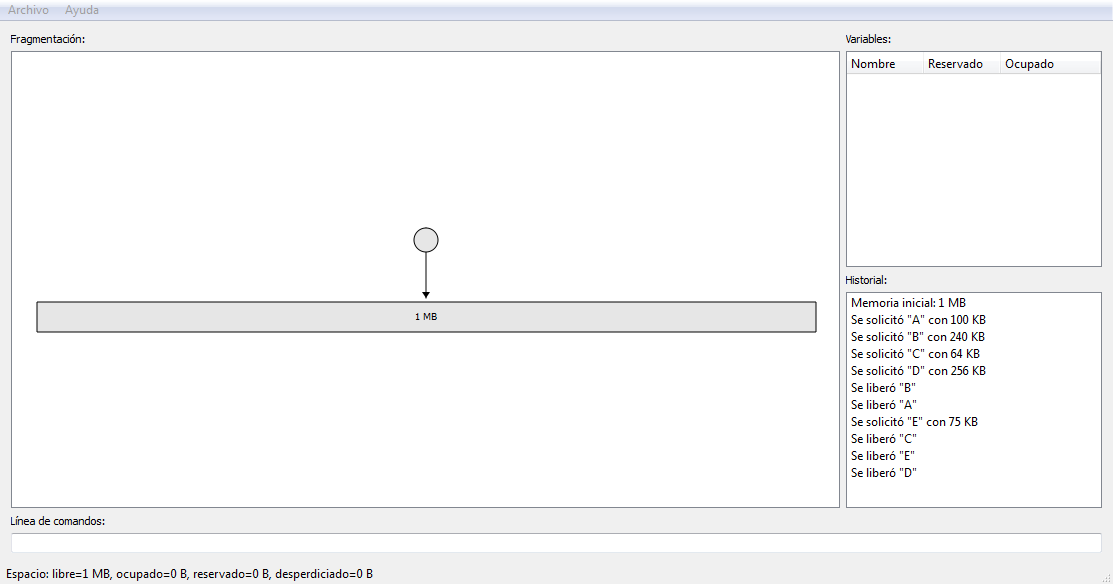 Archivo Ayuda
Fragmentación:
1 MB
Variables:
Nombre Reservado Ocupado
Historial:
Memoria inicial: 1 MB
Se solicitó "A" con 100 KB
Se solicitó "B" con 240 KB
Se solicitó "C" con 64 KB
Se solicitó "D" con 256 KB
Se liberó "B"
Se liberó "A"
Se solicitó "E" con 75 KB
Se liberó "C"
Se liberó "E"
Se liberó "D"
Línea de comandos:
Espacio: libre=1 MB, ocupado=0 B, reservado=0 B, desperdiciado=0 B